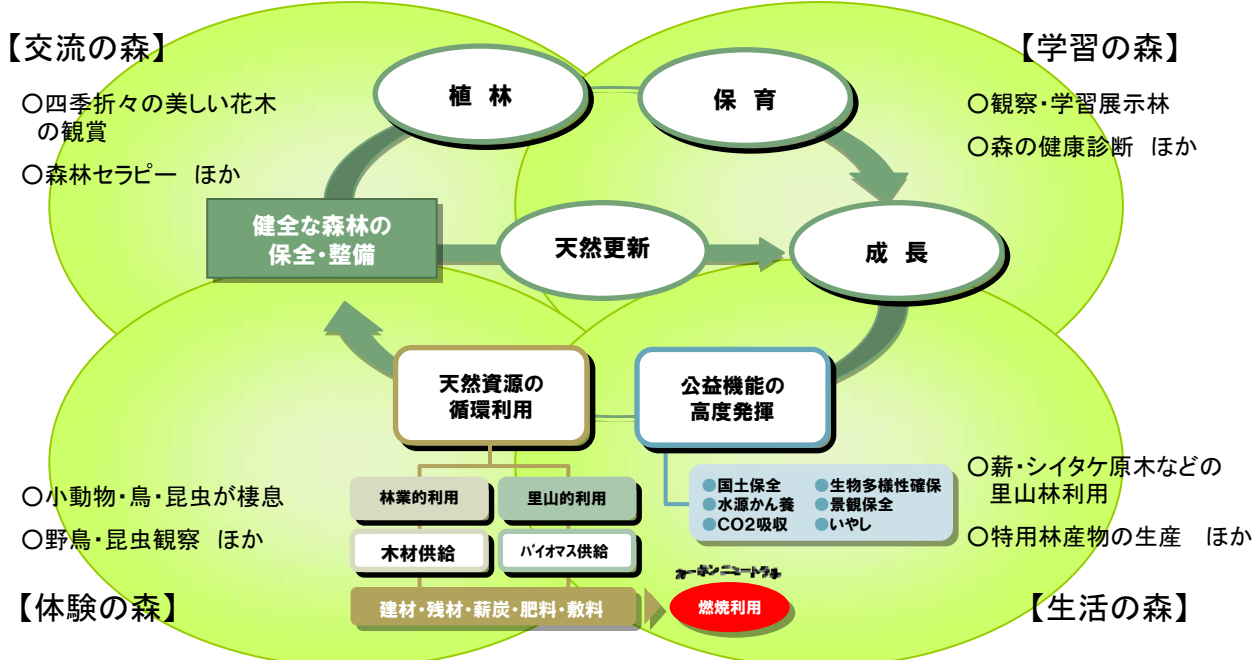 【交流の森】
○四季折々の美しい花木
の観賞
○森林セラピー　ほか
【学習の森】
○観察・学習展示林
○森の健康診断　ほか
植 林
保 育
健全な森林の
保全・整備
天然更新
成 長
天然資源の
循環利用
公益機能の
高度発揮
林業的利用
里山的利用
木材供給
バイオマス供給
建材・残材・薪炭・肥料・敷料
カーボンニュートラル
燃焼利用
●国土保全
●水源かん養
●CO2吸収
●生物多様性確保
●景観保全
●いやし
○小動物・鳥・昆虫が棲息
○野鳥・昆虫観察　ほか
【体験の森】
○薪・シイタケ原木などの
里山林利用
○特用林産物の生産　ほか
【生活の森】